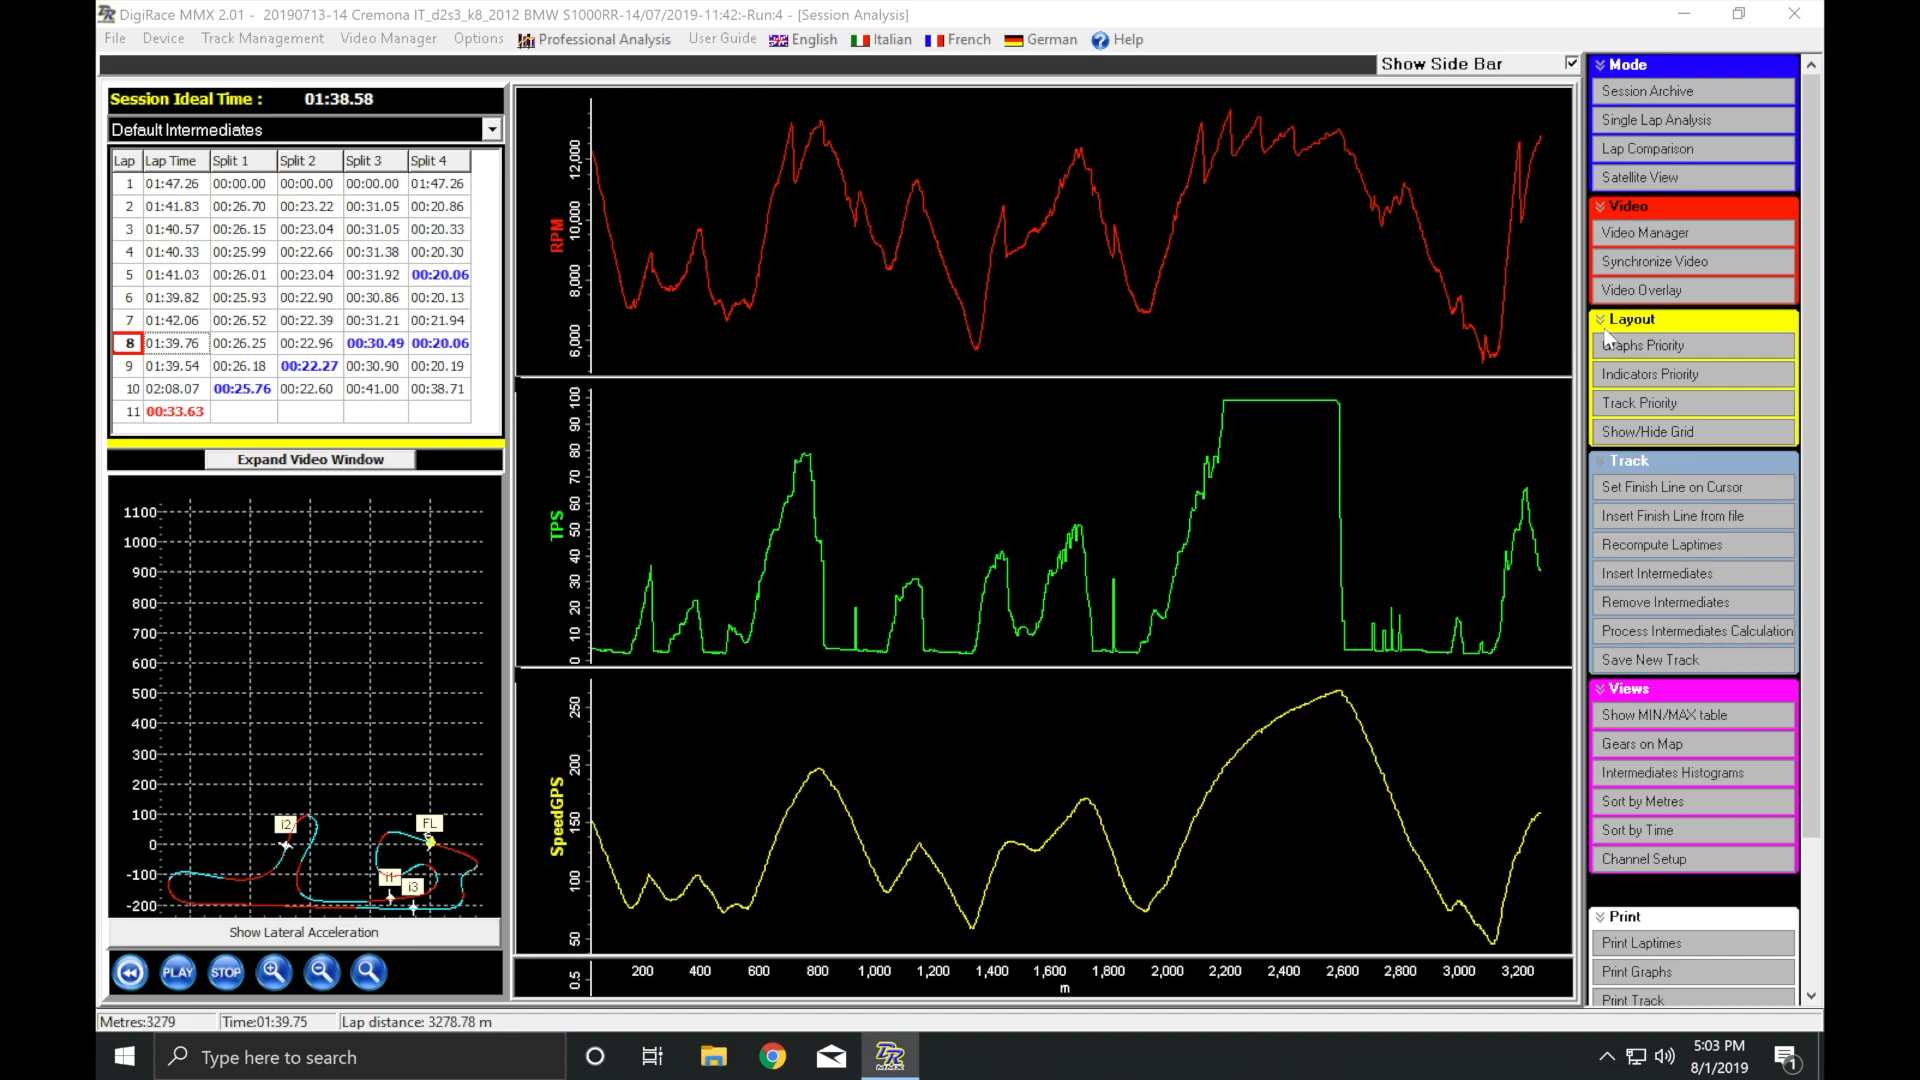 DigiRace MMX 2.01 - 20190713-14 Cremona IT_d2s3_k8_2012 BMW S1000RR-14/07/2019-11:42:-Run:4 - [Session Analysis]
File Device Track Management Video Manager Options Professional Analysis User Guide English Italian French German Help
Show Side Bar
Session Ideal Time : 01:38.58
Default Intermediates
Lap Lap Time Split 1 Split 2 Split 3 Split 4
1 01:47.26 00:00.00 00:00.00 00:00.00 01:47.26
2 01:41.83 00:26.70 00:23.22 00:31.05 00:20.86
3 01:40.57 00:26.15 00:23.04 00:31.05 00:20.33
4 01:40.33 00:25.99 00:22.66 00:31.38 00:20.30
5 01:41.03 00:26.01 00:23.04 00:31.92 00:20.06
6 01:39.82 00:25.93 00:22.90 00:30.86 00:20.13
7 01:42.06 00:26.52 00:22.39 00:31.21 00:21.94
8 01:39.76 00:26.25 00:22.96 00:30.49 00:20.06
9 01:39.54 00:26.18 00:22.27 00:30.90 00:20.19
10 02:08.07 00:25.76 00:22.60 00:41.00 00:38.71
11 00:33.63
Expand Video Window
1100
1000
900
800
700
600
500
400
300
200
100
0
-100
-200
i2
FL
i1
i3
Show Lateral Acceleration
PLAY STOP
RPM
12,000
10,000
8,000
6,000
TPS
100
90
80
70
60
50
40
30
20
10
0
SpeedGPS
250
200
150
100
50
0.5
200 400 600 800 1,000 1,200 1,400 1,600 1,800 2,000 2,200 2,400 2,600 2,800 3,000 3,200
m
Mode
Session Archive
Single Lap Analysis
Lap Comparison
Satellite View
Video
Video Manager
Synchronize Video
Video Overlay
Layout
Graphs Priority
Indicators Priority
Track Priority
Show/Hide Grid
Track
Set Finish Line on Cursor
Insert Finish Line from file
Recompute Laptimes
Insert Intermediates
Remove Intermediates
Process Intermediates Calculation
Save New Track
Views
Show MIN/MAX table
Gears on Map
Intermediates Histograms
Sort by Metres
Sort by Time
Channel Setup
Print
Print Laptimes
Print Graphs
Print Track
Metres:3279 Time:01:39.75 Lap distance: 3278.78 m
Type here to search
DR MMX
5:03 PM
8/1/2019
1